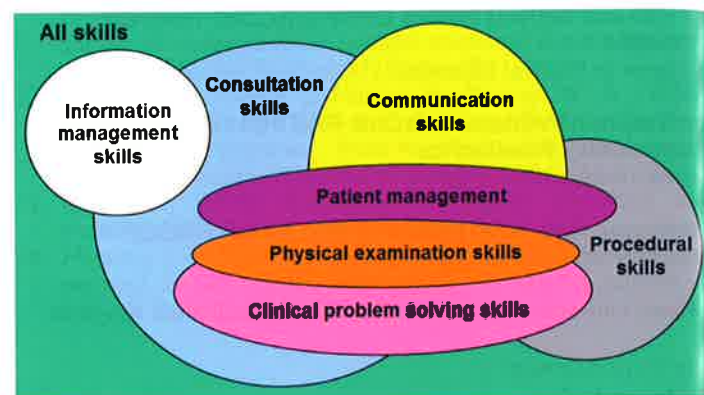 All skills
Information
management
skills
Consultation
skills
Communication
skills
Patient management
Physical examination skills
Procedural
skills
Clinical problem solving skills